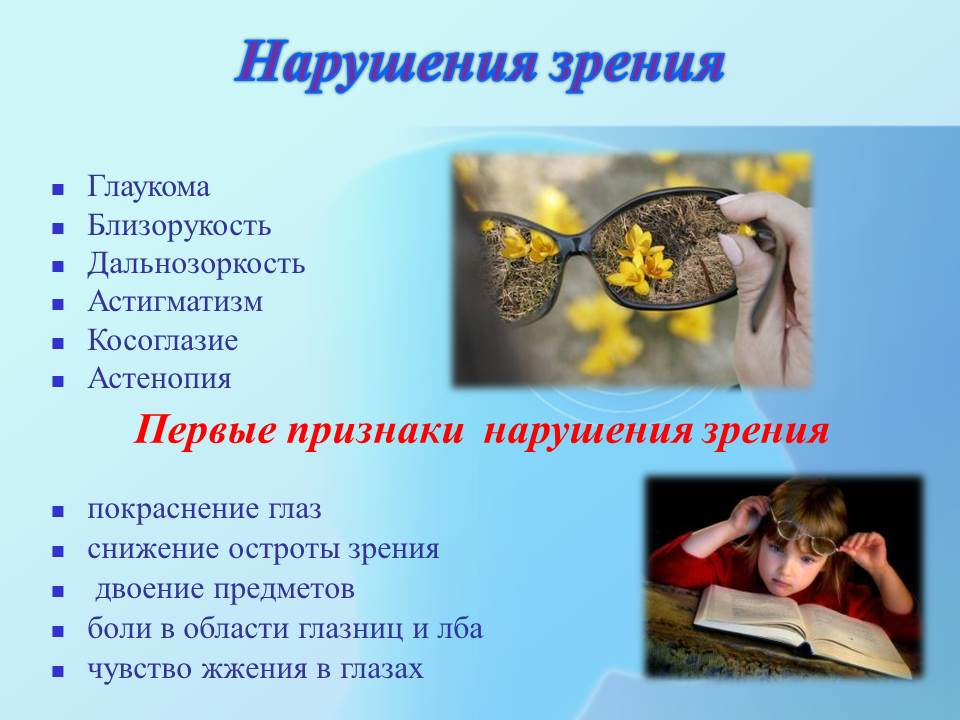 Нарушения зрения
Глаукома
Близорукость
Дальнозоркость
Астигматизм
Косоглазие
Астенопия
Первые признаки нарушения зрения
покраснение глаз
снижение остроты зрения
двоение предметов
боли в области глазниц и лба
чувство жжения в глазах